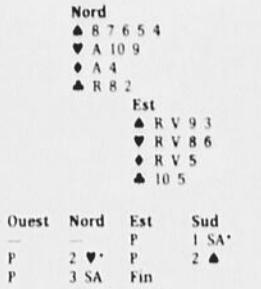 Nord
♠ 8 7 6 5 4
♥ A 10 9
♦ A 4
♣ R 8 2
Est
♠ R V 9 3
♥ R V 8 6
♦ R V 5
♣ 10 5
Ouest Nord Est Sud
— — P 1 SA*
P 2 ♥* P 2 ♠
P 3 SA Fin